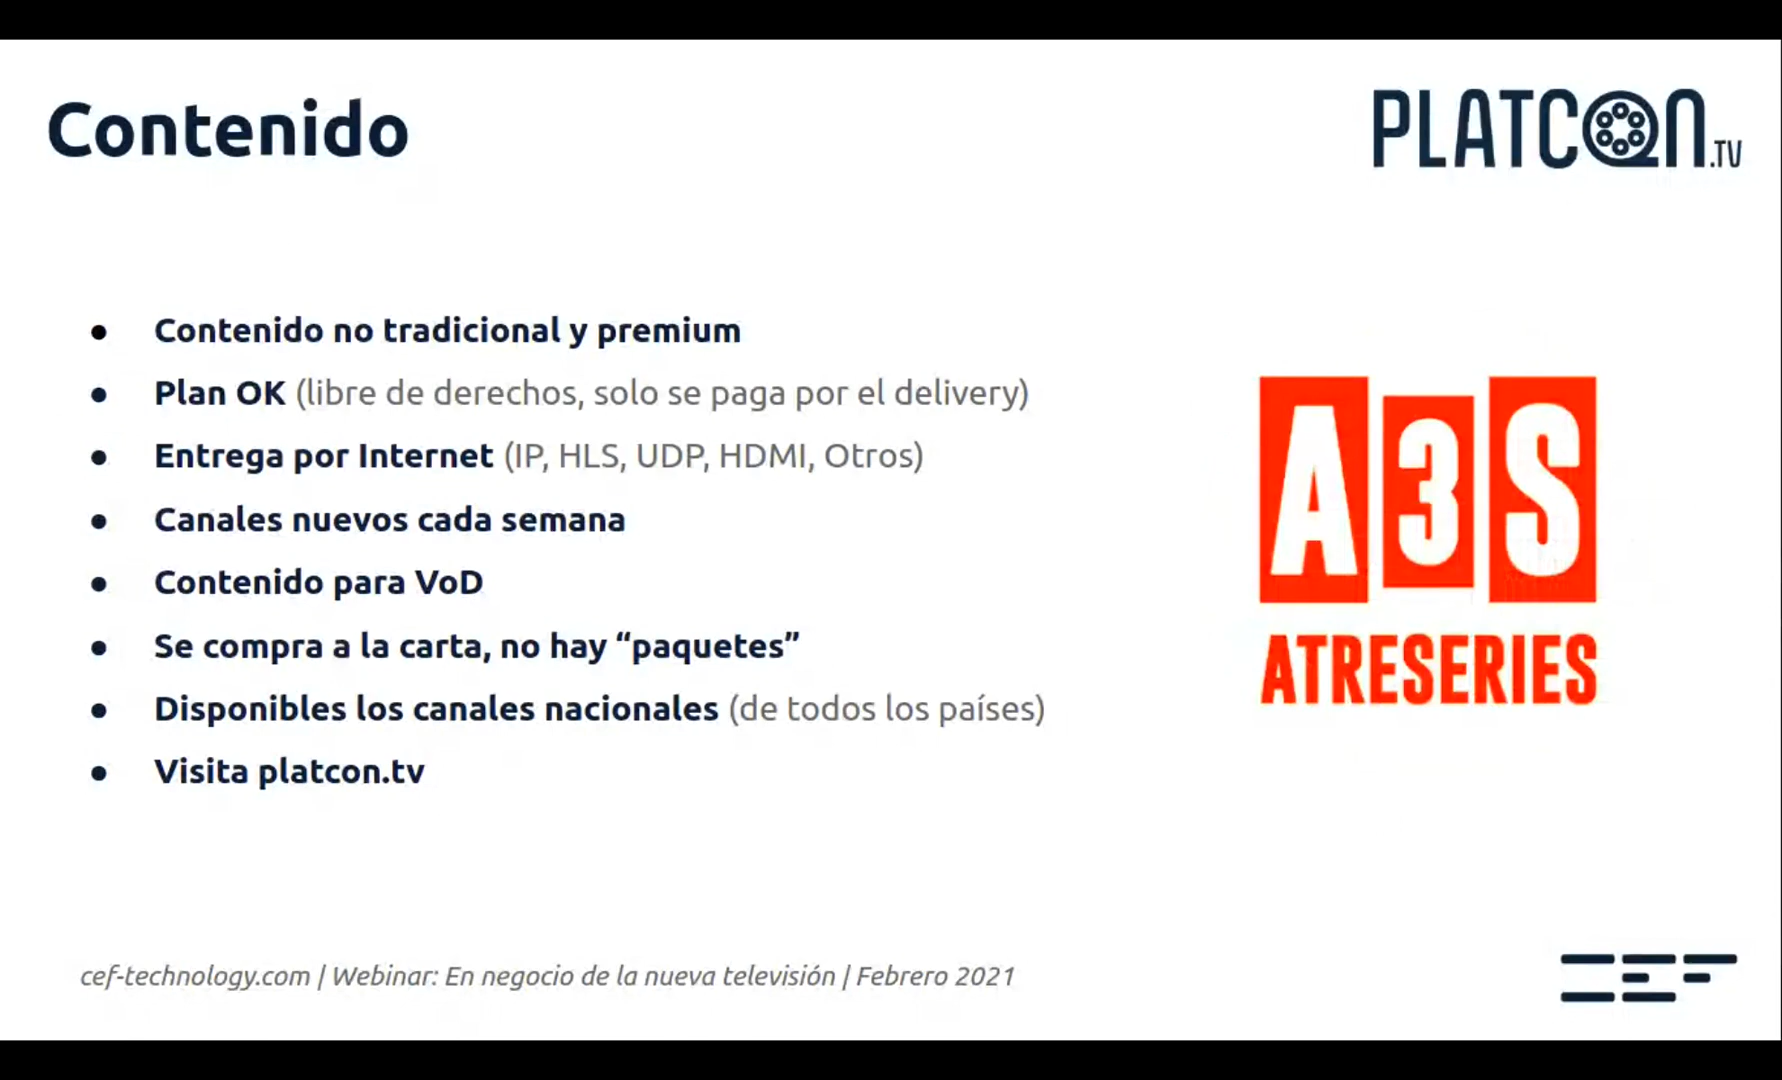 Contenido
PLATCON.TV
● Contenido no tradicional y premium
● Plan OK (libre de derechos, solo se paga por el delivery)
● Entrega por Internet (IP, HLS, UDP, HDMI, Otros)
● Canales nuevos cada semana
● Contenido para VoD
● Se compra a la carta, no hay “paquetes”
● Disponibles los canales nacionales (de todos los países)
● Visita platcon.tv
A3S
ATRESERIES
cef-technology.com | Webinar: En negocio de la nueva televisión | Febrero 2021
CEF